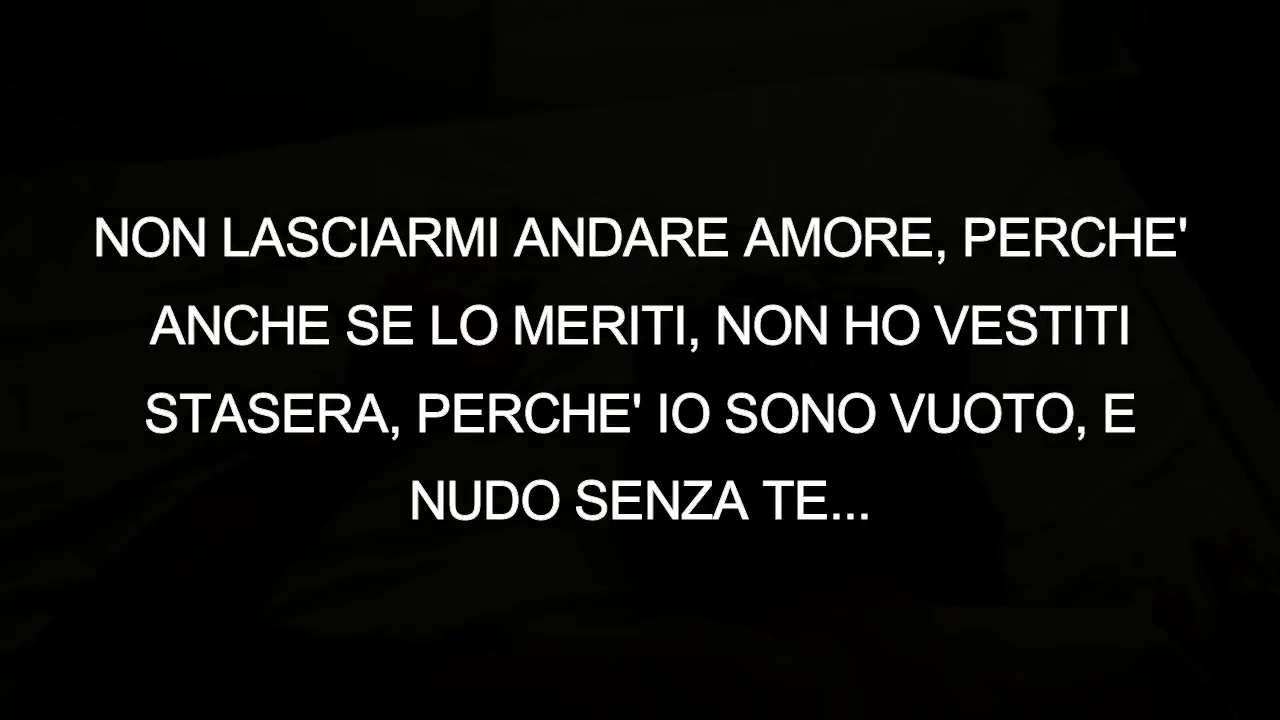 NON LASCIARMI ANDARE AMORE, PERCHE'
ANCHE SE LO MERITI, NON HO VESTITI
STASERA, PERCHE' IO SONO VUOTO, E
NUDO SENZA TE...